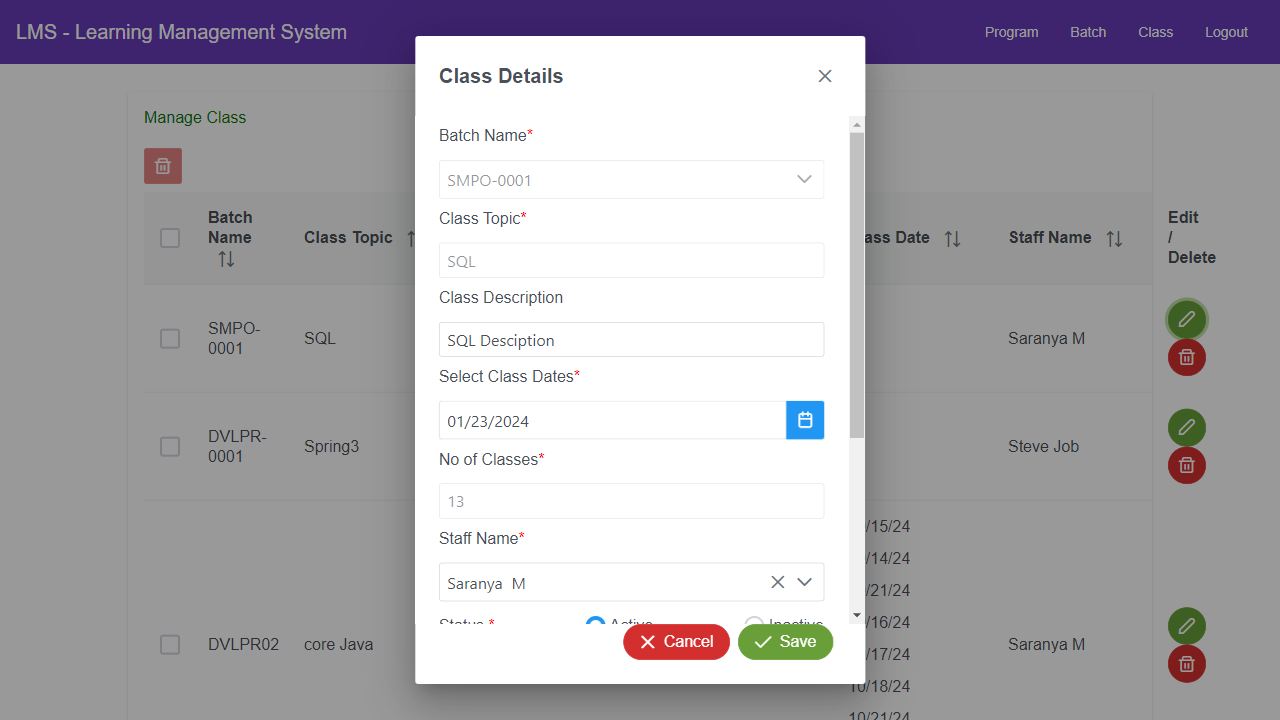 LMS - Learning Management System
Program
Batch
Class
Logout
Manage Class
Batch Name
Class Topic
Date
Staff Name
Edit / Delete
SMPO-0001
SQL
Saranya M
DVLPR-0001
Spring3
Steve Job
DVLPR02
core Java
/15/24
/14/24
/21/24
/16/24
/17/24
10/18/24
10/21/24
Saranya M
Class Details
Batch Name*
SMPO-0001
Class Topic*
SQL
Class Description
SQL Desciption
Select Class Dates*
01/23/2024
No of Classes*
13
Staff Name*
Saranya M
Status *
Active
Inactive
Cancel
Save